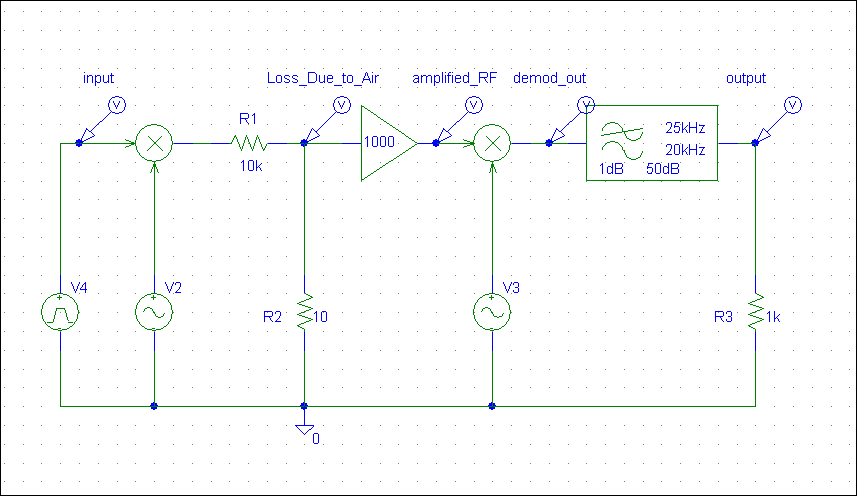 input
Loss_Due_to_Air
amplified_RF
demod_out
output
V
V
V
V
V
R1
10k
1000
25kHz
20kHz
1dB 50dB
V4
V2
V3
R2
10
R3
1k
0